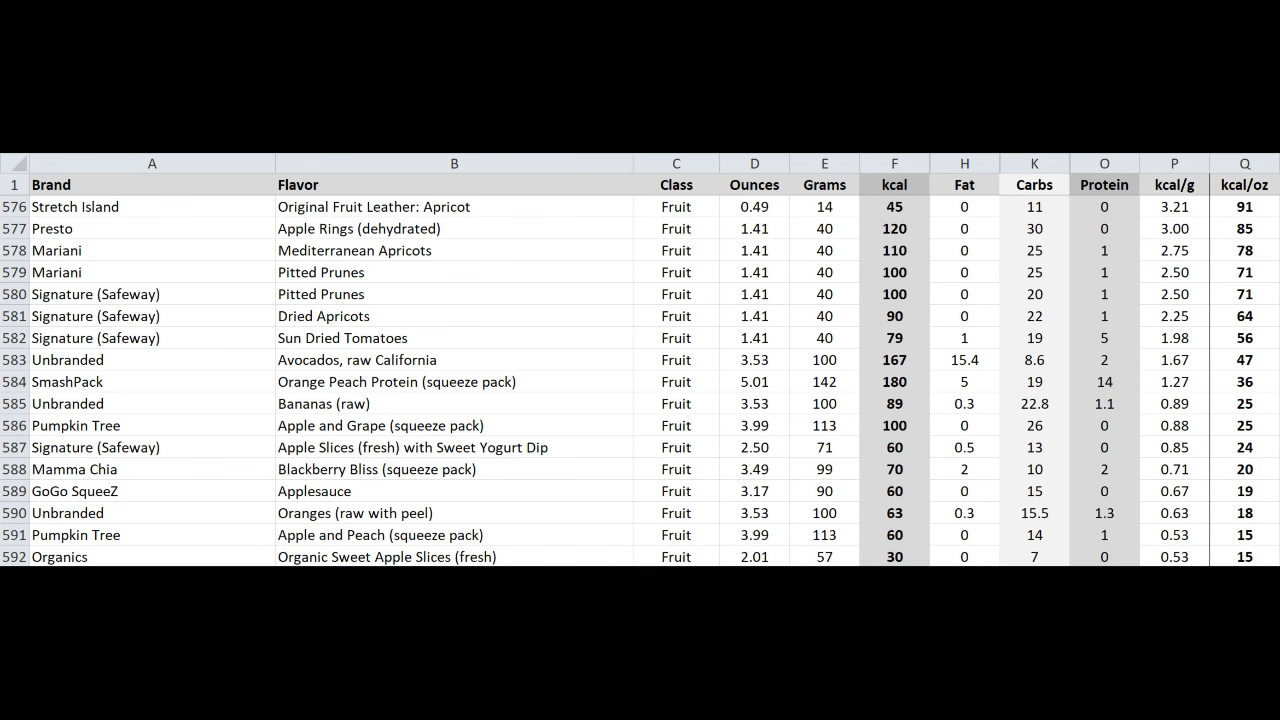 A B C D E F H K O P Q
1 Brand Flavor Class Ounces Grams kcal Fat Carbs Protein kcal/g kcal/oz
576 Stretch Island Original Fruit Leather: Apricot Fruit 0.49 14 45 0 11 0 3.21 91
577 Presto Apple Rings (dehydrated) Fruit 1.41 40 120 0 30 0 3.00 85
578 Mariani Mediterranean Apricots Fruit 1.41 40 110 0 25 1 2.75 78
579 Mariani Pitted Prunes Fruit 1.41 40 100 0 25 1 2.50 71
580 Signature (Safeway) Pitted Prunes Fruit 1.41 40 100 0 20 1 2.50 71
581 Signature (Safeway) Dried Apricots Fruit 1.41 40 90 0 22 1 2.25 64
582 Signature (Safeway) Sun Dried Tomatoes Fruit 1.41 40 79 1 19 5 1.98 56
583 Unbranded Avocados, raw California Fruit 3.53 100 167 15.4 8.6 2 1.67 47
584 SmashPack Orange Peach Protein (squeeze pack) Fruit 5.01 142 180 5 19 14 1.27 36
585 Unbranded Bananas (raw) Fruit 3.53 100 89 0.3 22.8 1.1 0.89 25
586 Pumpkin Tree Apple and Grape (squeeze pack) Fruit 3.99 113 100 0 26 0 0.88 25
587 Signature (Safeway) Apple Slices (fresh) with Sweet Yogurt Dip Fruit 2.50 71 60 0.5 13 0 0.85 24
588 Mamma Chia Blackberry Bliss (squeeze pack) Fruit 3.49 99 70 2 10 2 0.71 20
589 GoGo SqueeZ Applesauce Fruit 3.17 90 60 0 15 0 0.67 19
590 Unbranded Oranges (raw with peel) Fruit 3.53 100 63 0.3 15.5 1.3 0.63 18
591 Pumpkin Tree Apple and Peach (squeeze pack) Fruit 3.99 113 60 0 14 1 0.53 15
592 Organics Organic Sweet Apple Slices (fresh) Fruit 2.01 57 30 0 7 0 0.53 15